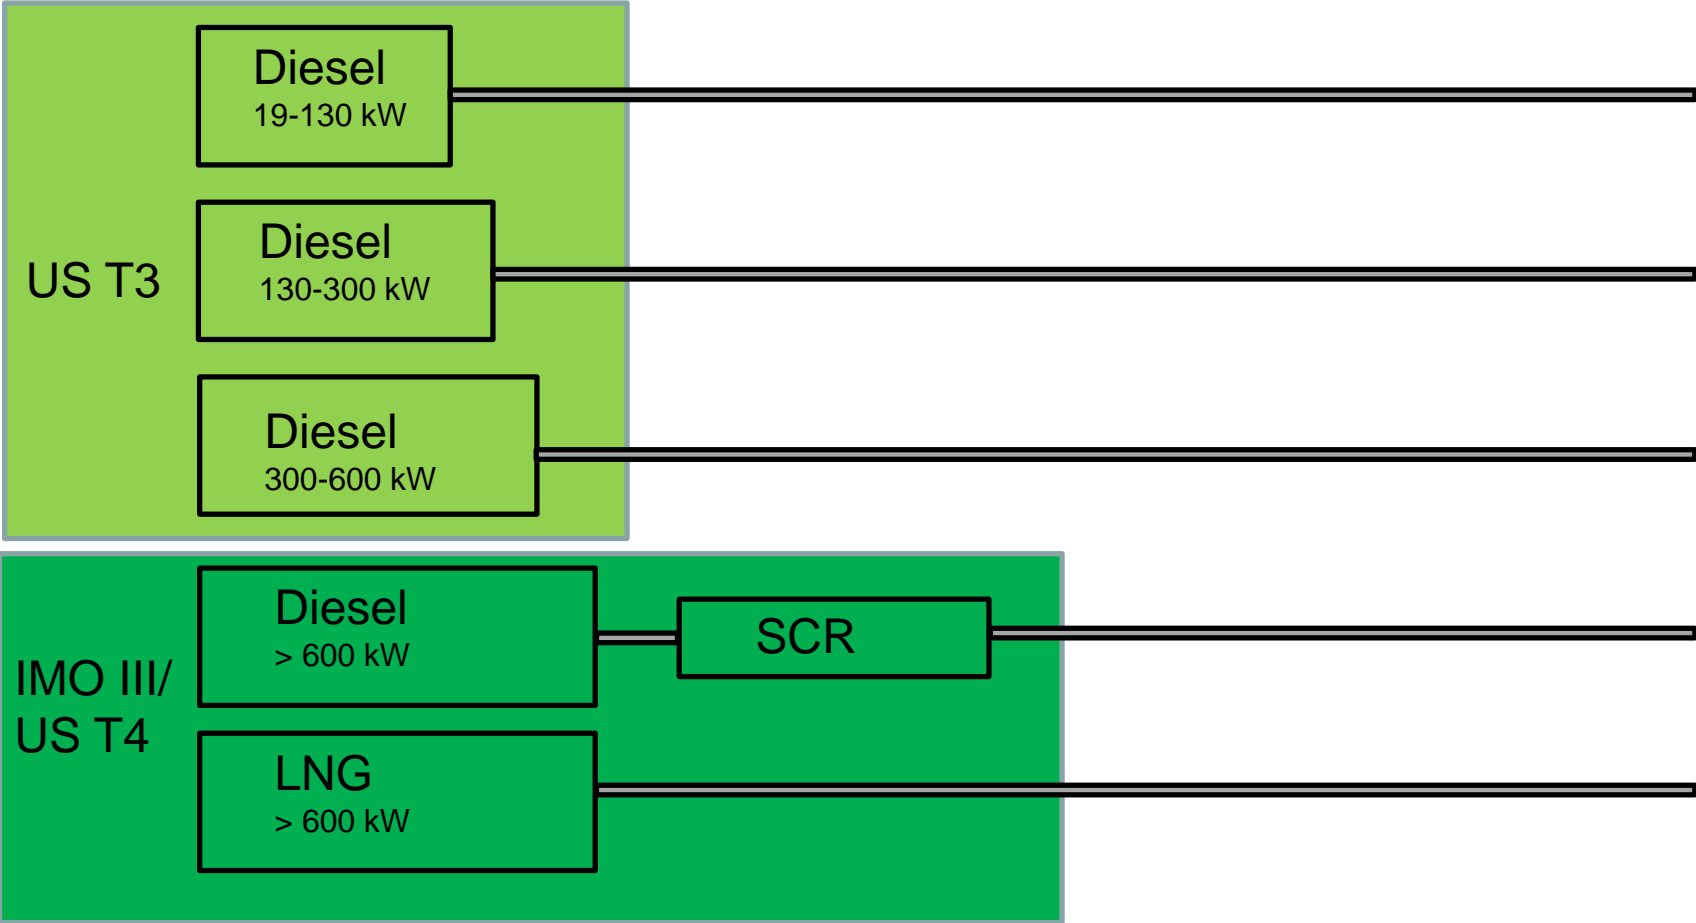 Diesel
19-130 kW
US T3
Diesel
130-300 kW
Diesel
300-600 kW
IMO III/
US T4
Diesel
> 600 kW
SCR
LNG
> 600 kW